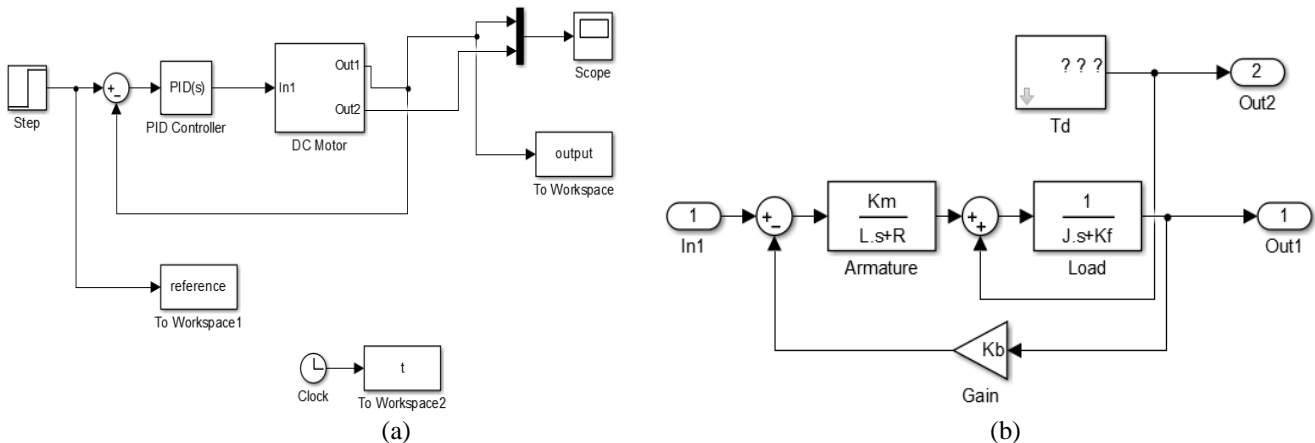 Step
+
−
PID(s)
PID Controller
In1
Out1
Out2
DC Motor
Scope
output
To Workspace
reference
To Workspace1
Clock
t
To Workspace2
(a)
? ? ?
Td
2
Out2
1
In1
+
−
Km
L.s+R
Armature
+
+
1
J.s+Kf
Load
1
Out1
Kb
Gain
(b)